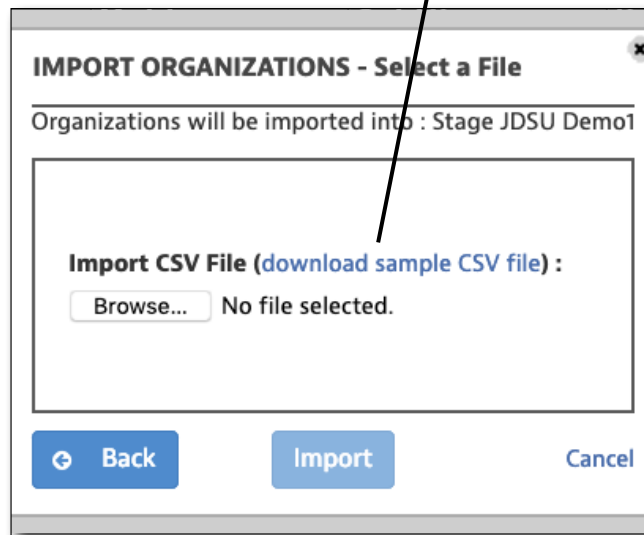 IMPORT ORGANIZATIONS - Select a File
Organizations will be imported into : Stage JDSU Demo1
Import CSV File (download sample CSV file) :
Browse... No file selected.
Back Import Cancel